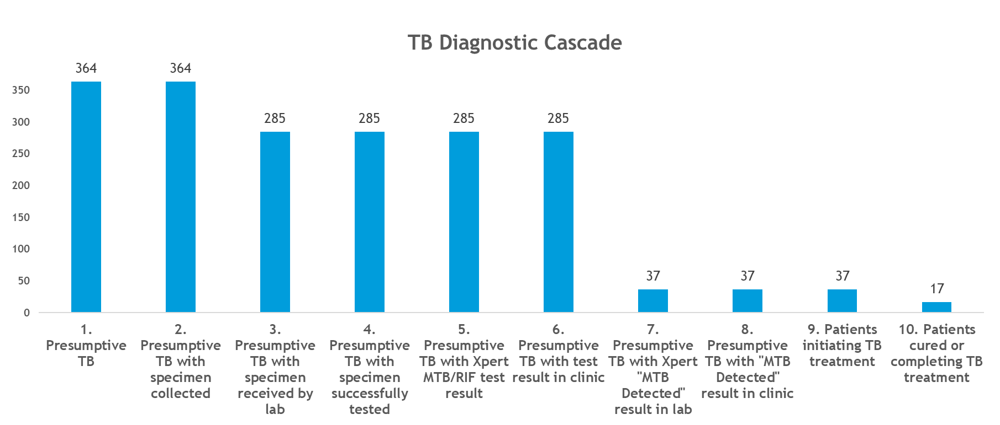 TB Diagnostic Cascade
364
364
285
285
285
285
37
37
37
17
350
300
250
200
150
100
50
0
1.
Presumptive
TB
2.
Presumptive
TB with
specimen
collected
3.
Presumptive
TB with
specimen
received by
lab
4.
Presumptive
TB with
specimen
successfully
tested
5.
Presumptive
TB with Xpert
MTB/RIF test
result
6.
Presumptive
TB with test
result in clinic
7.
Presumptive
TB with Xpert
"MTB
Detected"
result in lab
8.
Presumptive
TB with "MTB
Detected"
result in clinic
9. Patients
initiating TB
treatment
10. Patients
cured or
completing TB
treatment